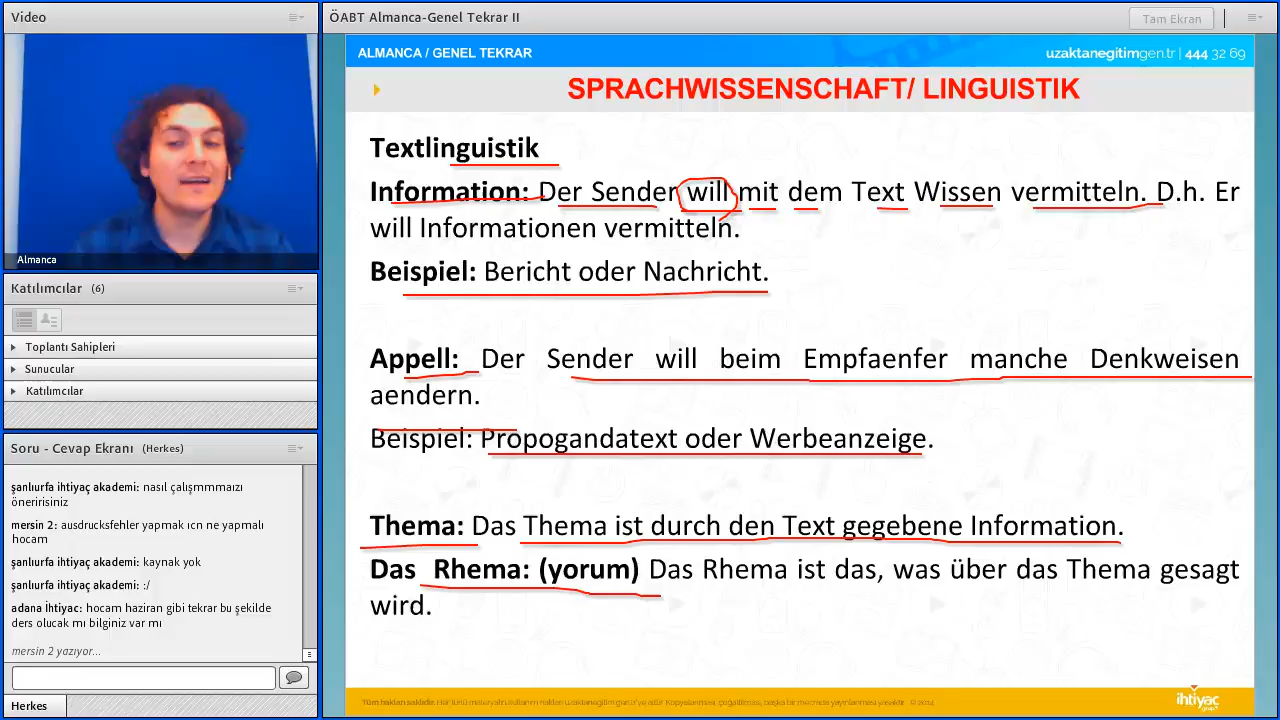 Video
ÖABT Almanca-Genel Tekrar II
Tam Ekran
Almanca
Katılımcılar (6)
Toplantı Sahipleri
Sunucular
Katılımcılar
Soru - Cevap Ekranı (Herkes)
şanlıurfa ihtiyaç akademi: nasıl çalışmmmaızı
öneririsiniz
mersin 2: ausdrucksfehler yapmak ıcn ne yapmalı
hocam
şanlıurfa ihtiyaç akademi: kaynak yok
şanlıurfa ihtiyaç akademi: :/
adana İhtiyaç: hocam haziran gibi tekrar bu şekilde
ders olucak mı bilginiz var mı
mersin 2 yazıyor...
Herkes
ALMANCA / GENEL TEKRAR
uzaktanegitimgen.tr | 444 32 69
SPRACHWISSENSCHAFT/ LINGUISTIK
Textlinguistik
Information: Der Sender will mit dem Text Wissen vermitteln. D.h. Er
will Informationen vermitteln.
Beispiel: Bericht oder Nachricht.
Appell: Der Sender will beim Empfaenfer manche Denkweisen
aendern.
Beispiel: Propogandatext oder Werbeanzeige.
Thema: Das Thema ist durch den Text gegebene Information.
Das Rhema: (yorum) Das Rhema ist das, was über das Thema gesagt
wird.
Tüm hakları saklıdır.
© 2014
ihtiyaç